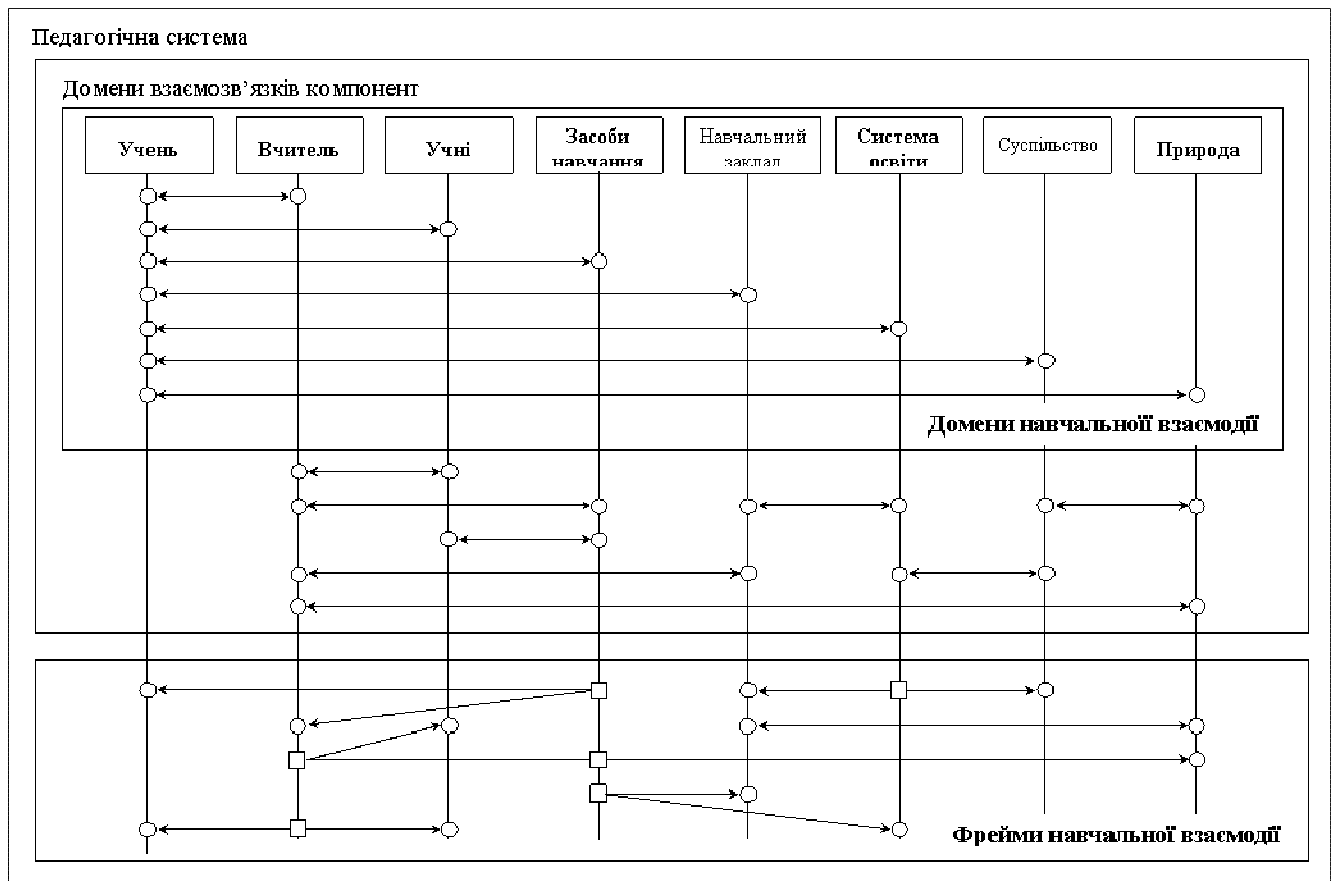 Педагогічна система
Домени взаємозв’язків компонент
Учень
Вчитель
Учні
Засоби
навчання
Навчальний
заклад
Система
освіти
Суспільство
Природа
Домени навчальноїї взаємодії
Фрейми навчальної взаємодії